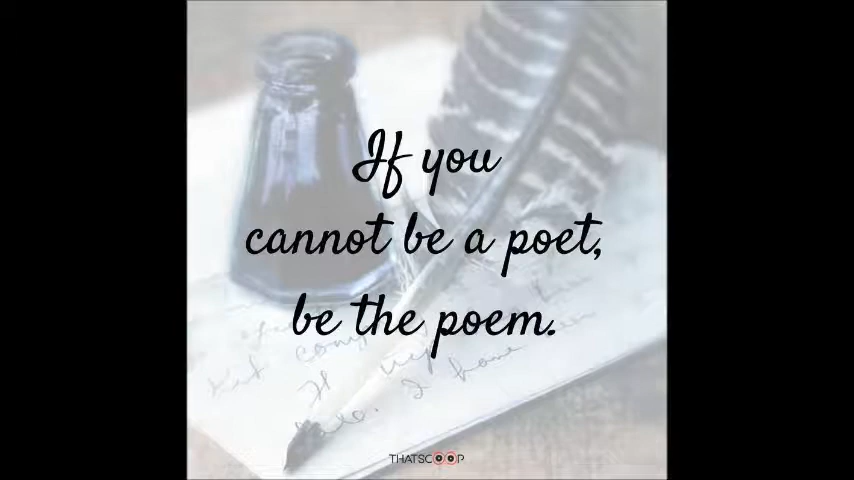 If you
cannot be a poet,
be the poem.
THATSCOOP